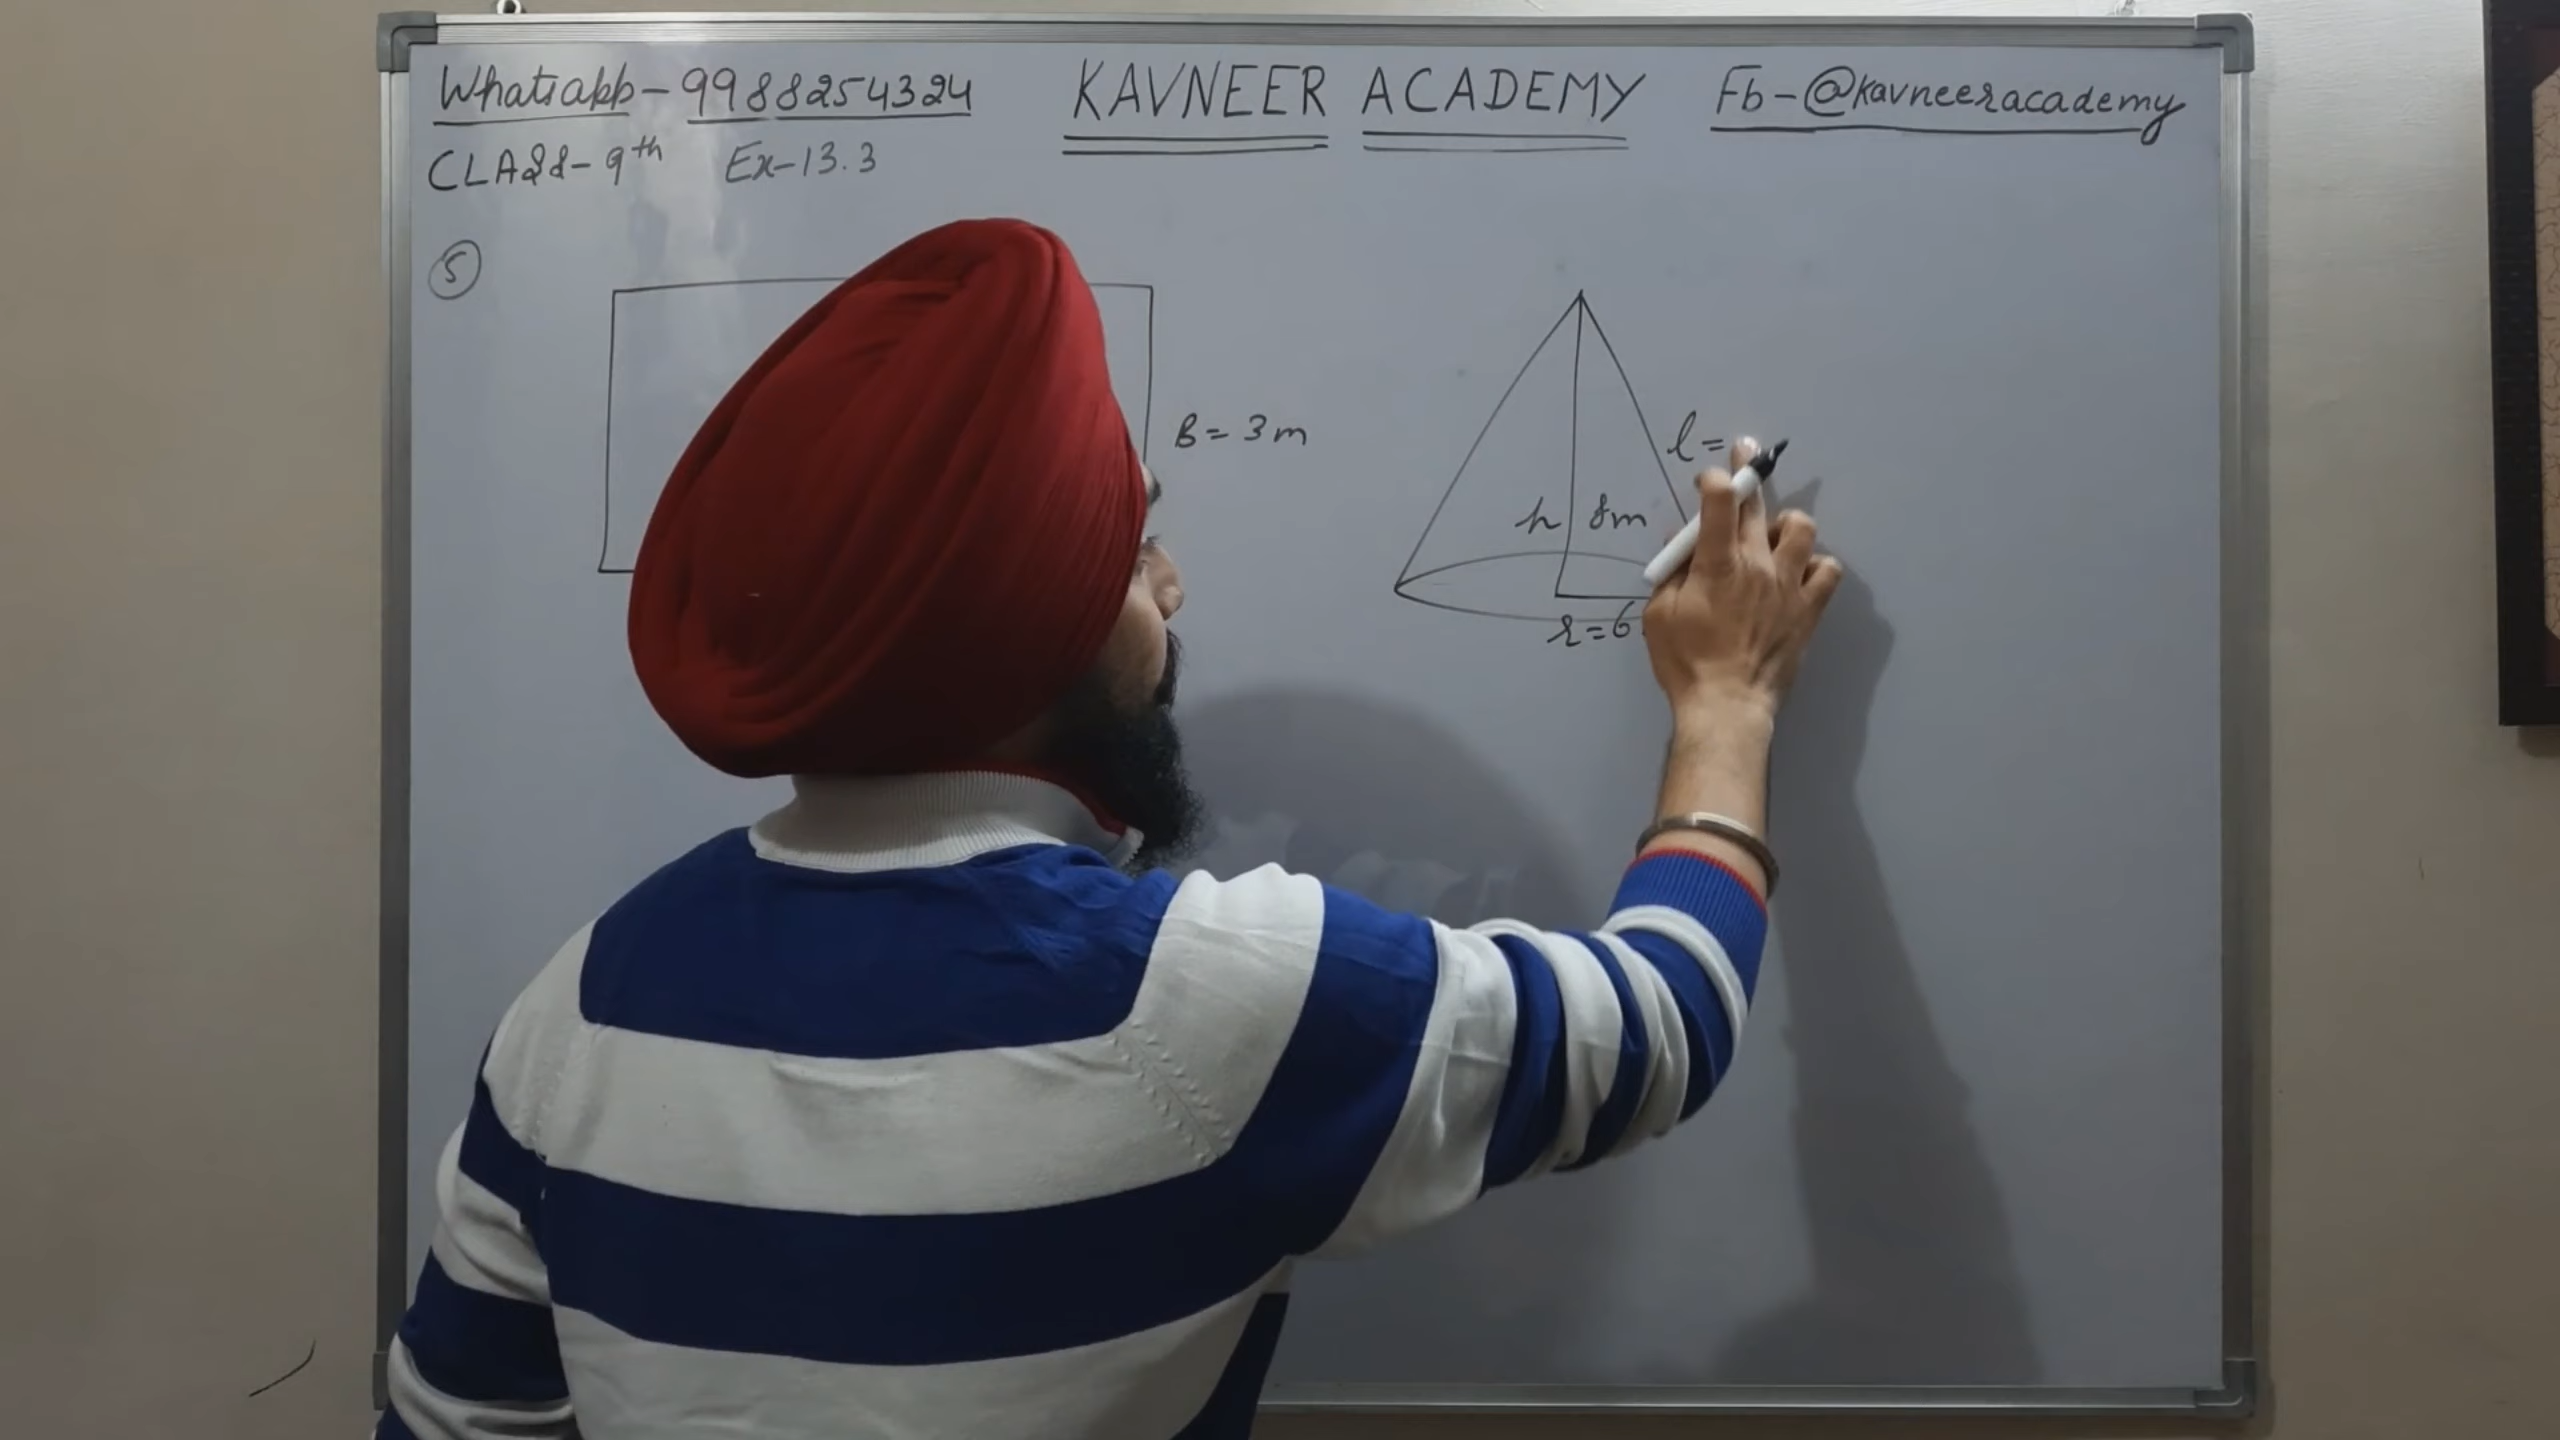 Whatsapp-9988254324 KAVNEER ACADEMY Fb-@kavneeracademy
CLASS-9th Ex-13.3
5
B= 3m
l=
h 8m
r=6